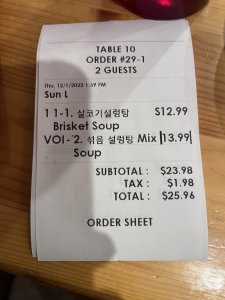 TABLE 10
ORDER #29-1
2 GUESTS
Thu, 12/1/2022 1:39 PM
Sun L
1 1-1. 살코기설렁탕 $12.99
Brisket Soup
VOI- 2. 섞음 설렁탕 Mix |13.99|
Soup
SUBTOTAL : $23.98
TAX : $1.98
TOTAL : $25.96
ORDER SHEET